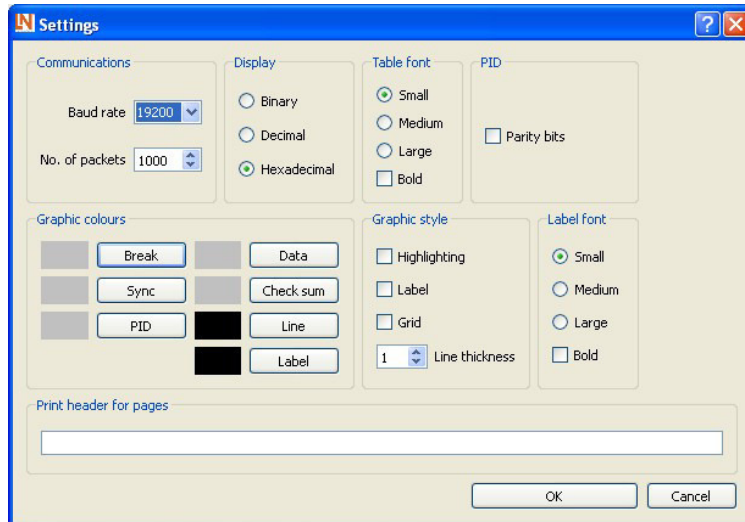 LN Settings
Communications
Baud rate 19200
No. of packets 1000
Display
Binary
Decimal
Hexadecimal
Table font
Small
Medium
Large
Bold
PID
Parity bits
Graphic colours
Break
Sync
PID
Data
Check sum
Line
Label
Graphic style
Highlighting
Label
Grid
1 Line thickness
Label font
Small
Medium
Large
Bold
Print header for pages
OK
Cancel